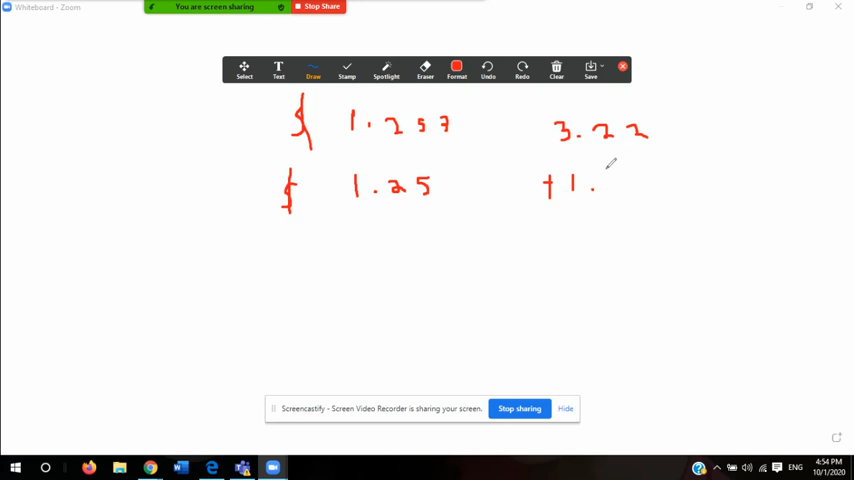 Whiteboard - Zoom
You are screen sharing Stop Share
Select Text Draw Stamp Spotlight Eraser Format Undo Redo Clear Save
$ 1.257 3.22
$ 1.25 +1.
Screencastify - Screen Video Recorder is sharing your screen. Stop sharing Hide
ENG
4:54 PM
10/1/2020